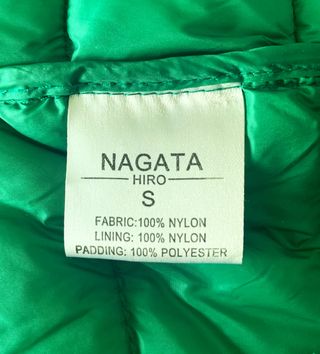 NAGATA
HIRO
S
FABRIC:100% NYLON
LINING: 100% NYLON
PADDING: 100% POLYESTER